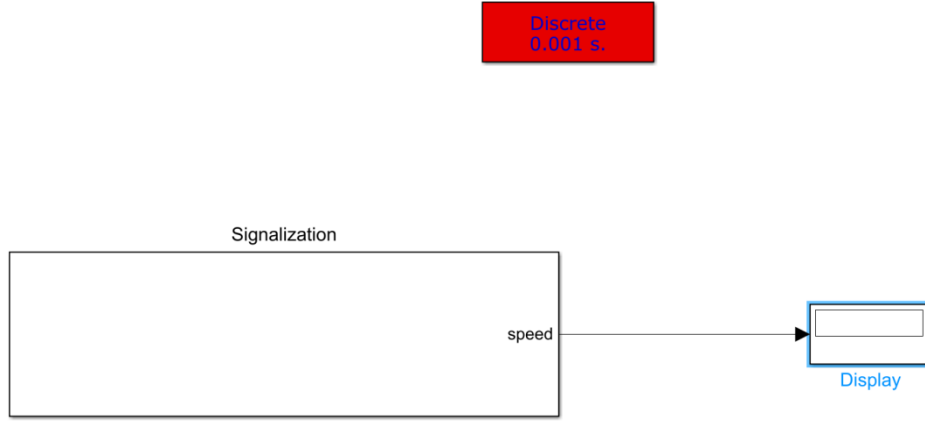 Discrete
0.001 s.
Signalization
speed
Display